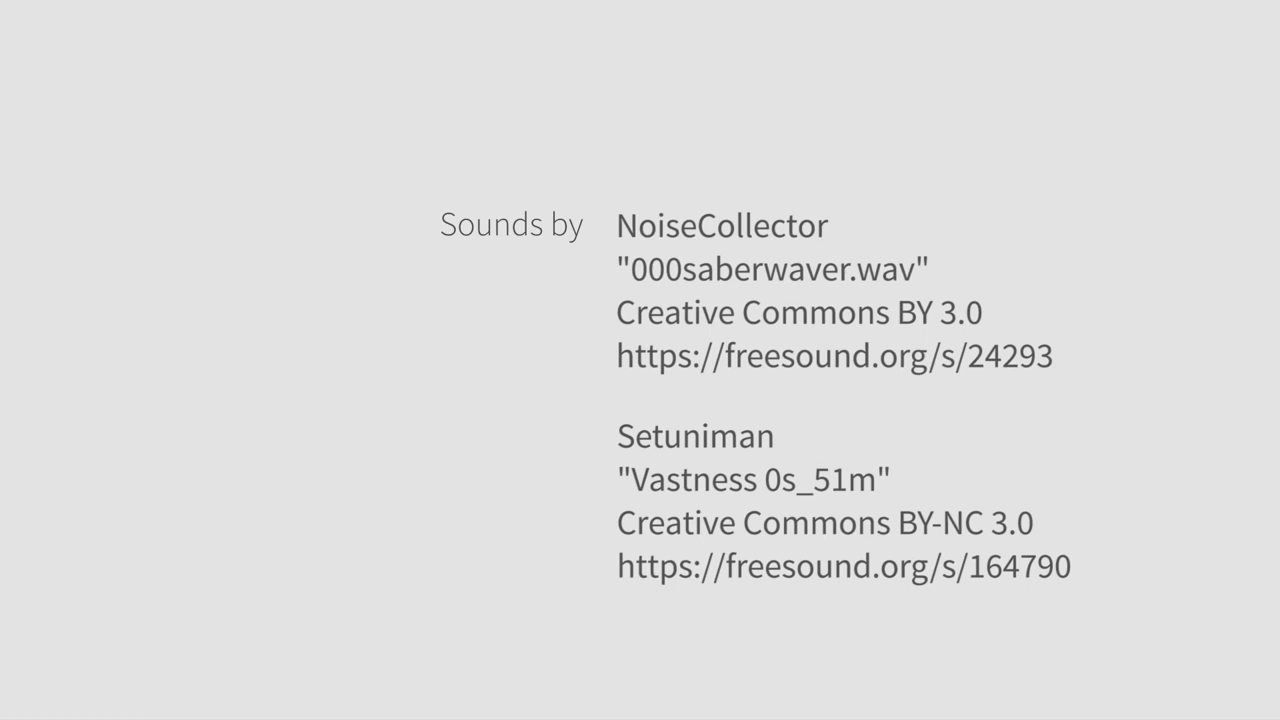 Sounds by NoiseCollector
"000saberwaver.wav"
Creative Commons BY 3.0
https://freesound.org/s/24293
Setuniman
"Vastness 0s_51m"
Creative Commons BY-NC 3.0
https://freesound.org/s/164790